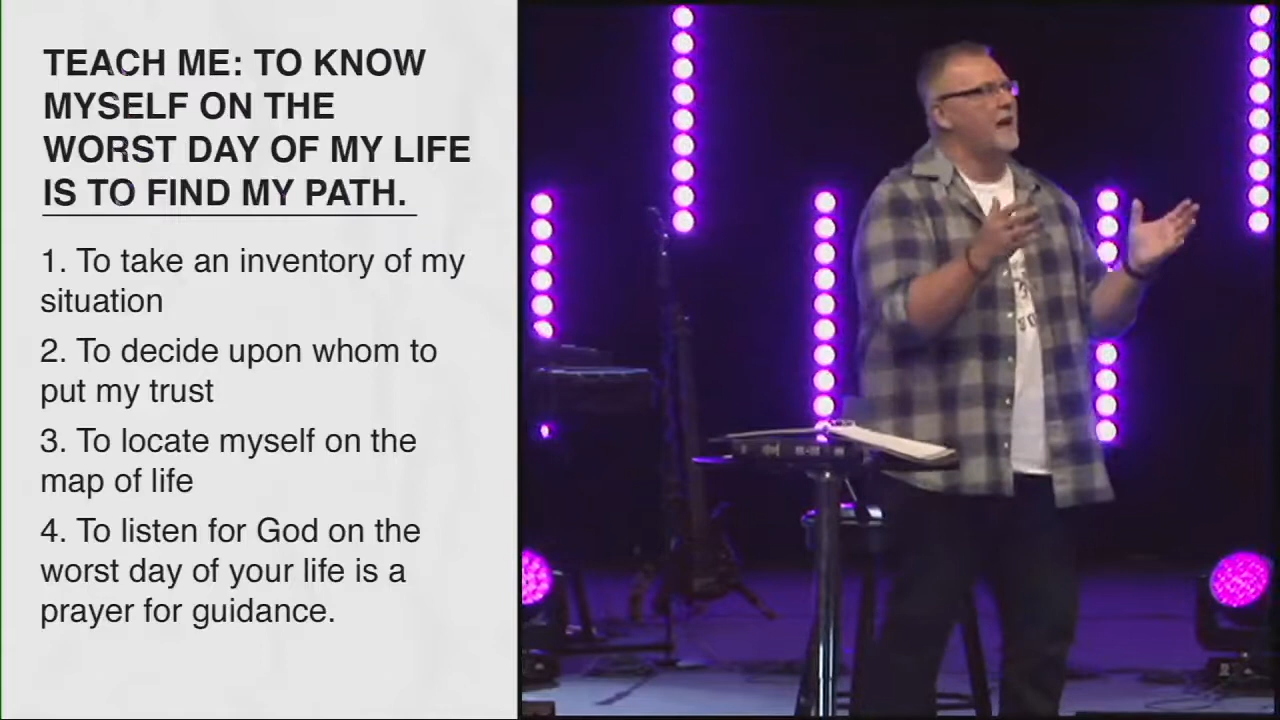 TEACH ME: TO KNOW
MYSELF ON THE
WORST DAY OF MY LIFE
IS TO FIND MY PATH.
1. To take an inventory of my
situation
2. To decide upon whom to
put my trust
3. To locate myself on the
map of life
4. To listen for God on the
worst day of your life is a
prayer for guidance.